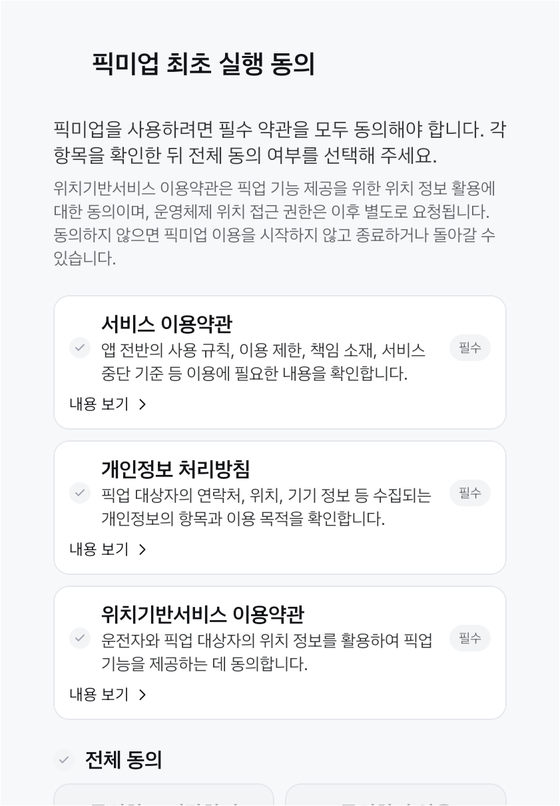 픽미업 최초 실행 동의
픽미업을 사용하려면 필수 약관을 모두 동의해야 합니다. 각
항목을 확인한 뒤 전체 동의 여부를 선택해 주세요.
위치기반서비스 이용약관은 픽업 기능 제공을 위한 위치 정보 활용에
대한 동의이며, 운영체제 위치 접근 권한은 이후 별도로 요청됩니다.
동의하지 않으면 픽미업 이용을 시작하지 않고 종료하거나 돌아갈 수
있습니다.
서비스 이용약관
앱 전반의 사용 규칙, 이용 제한, 책임 소재, 서비스
중단 기준 등 이용에 필요한 내용을 확인합니다.
필수
내용 보기
개인정보 처리방침
픽업 대상자의 연락처, 위치, 기기 정보 등 수집되는
개인정보의 항목과 이용 목적을 확인합니다.
필수
내용 보기
위치기반서비스 이용약관
운전자와 픽업 대상자의 위치 정보를 활용하여 픽업
기능을 제공하는 데 동의합니다.
필수
내용 보기
전체 동의